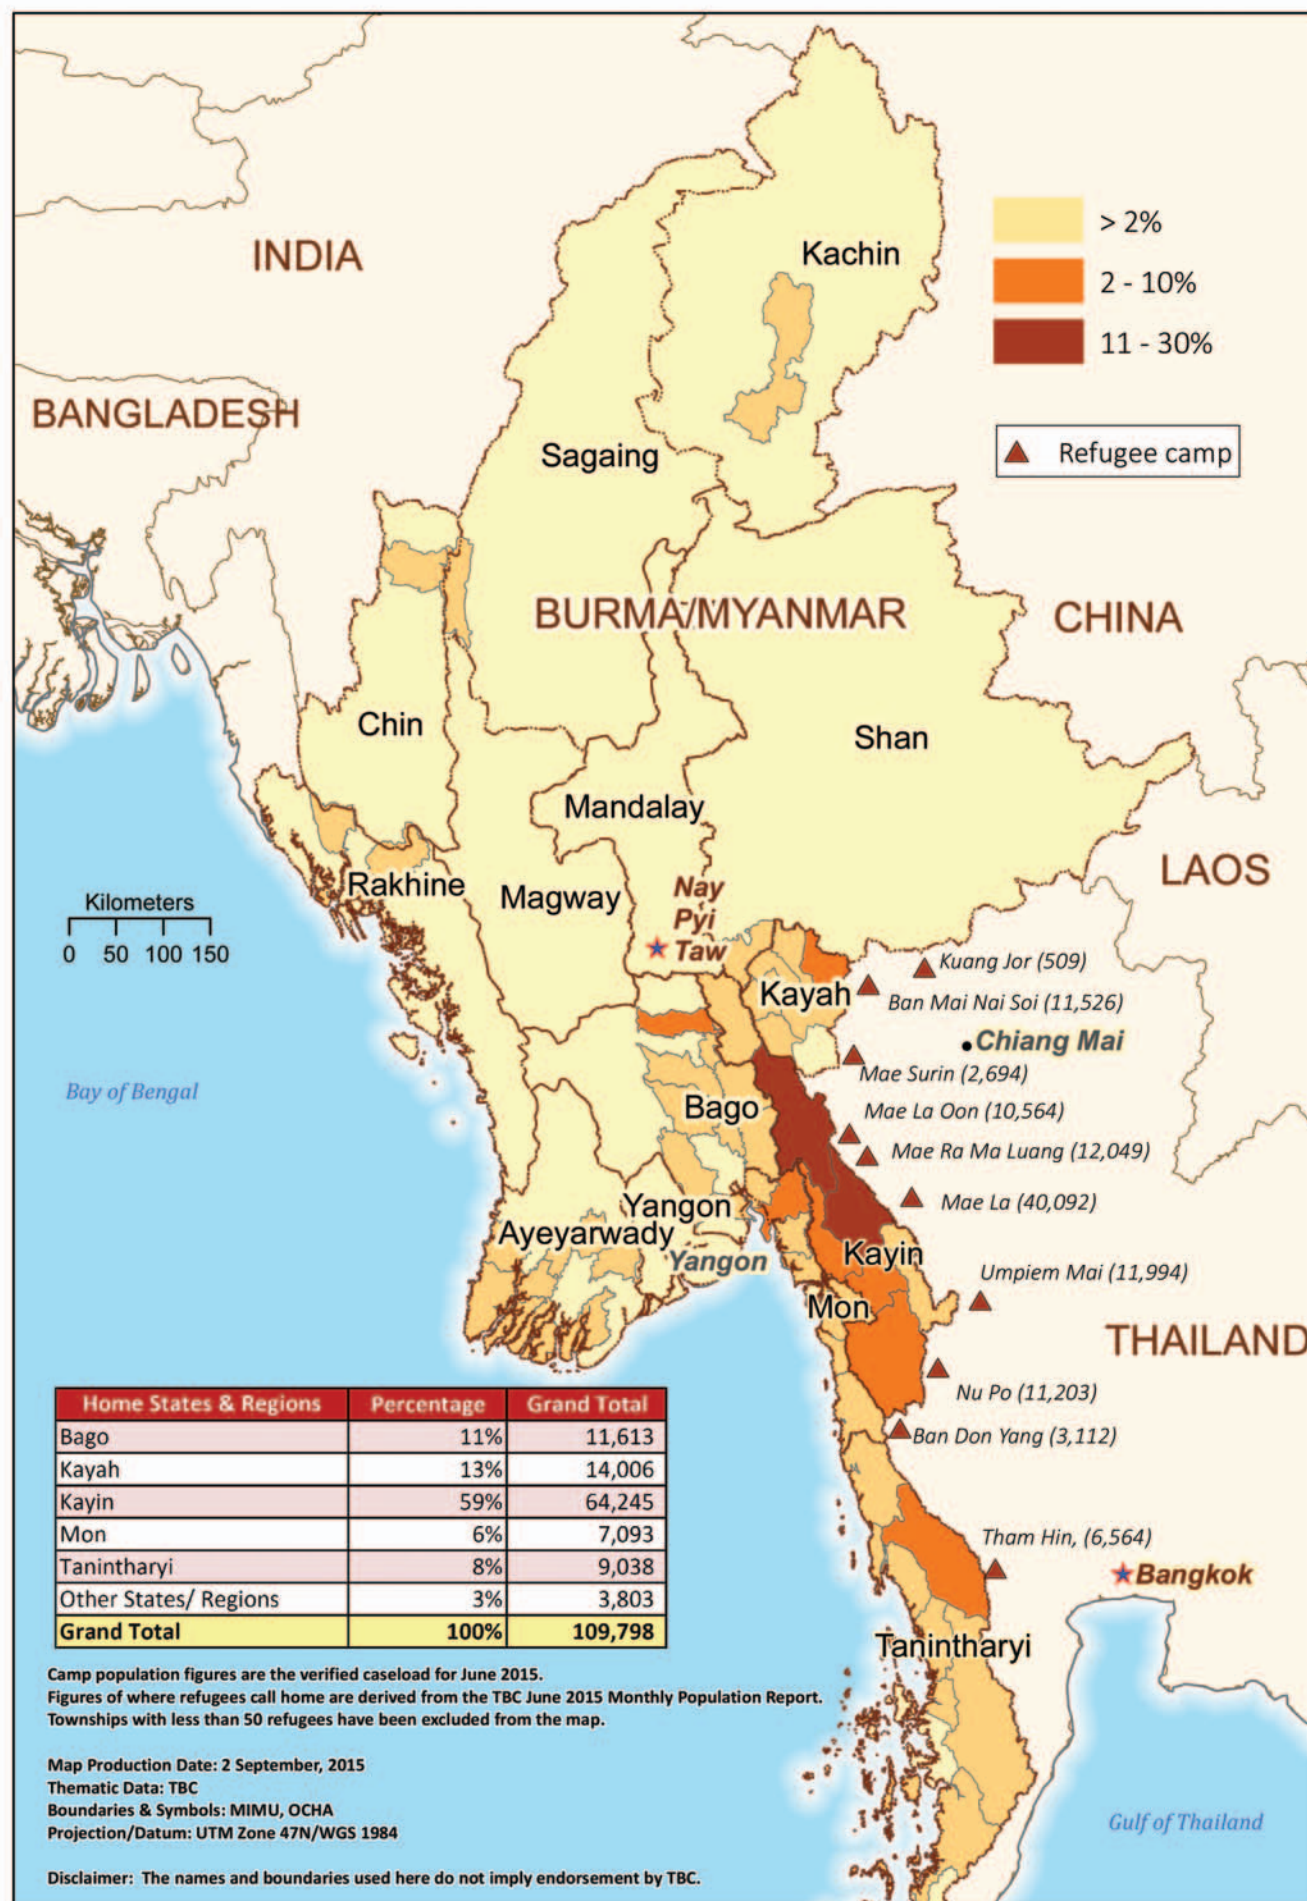 INDIA
Kachin
> 2%
2 - 10%
11 - 30%
BANGLADESH
Sagaing
Refugee camp
BURMA/MYANMAR
CHINA
Chin
Shan
Mandalay
LAOS
Rakhine
Magway
Nay
Pyi
Taw
Kilometers
0 50 100 150
Kayah
Kuang Jor (509)
Ban Mai Nai Soi (11,526)
Chiang Mai
Mae Surin (2,694)
Bay of Bengal
Bago
Mae La Oon (10,564)
Mae Ra Ma Luang (12,049)
Mae La (40,092)
Yangon
Ayeyarwady
Yangon
Kayin
Umpiem Mai (11,994)
Mon
THAILAND
Nu Po (11,203)
Ban Don Yang (3,112)
Tham Hin, (6,564)
Bangkok
Tanintharyi
Gulf of Thailand
Home States & Regions Percentage Grand Total
Bago 11% 11,613
Kayah 13% 14,006
Kayin 59% 64,245
Mon 6% 7,093
Tanintharyi 8% 9,038
Other States/ Regions 3% 3,803
Grand Total 100% 109,798
Camp population figures are the verified caseload for June 2015.
Figures of where refugees call home are derived from the TBC June 2015 Monthly Population Report.
Townships with less than 50 refugees have been excluded from the map.
Map Production Date: 2 September, 2015
Thematic Data: TBC
Boundaries & Symbols: MIMU, OCHA
Projection/Datum: UTM Zone 47N/WGS 1984
Disclaimer: The names and boundaries used here do not imply endorsement by TBC.